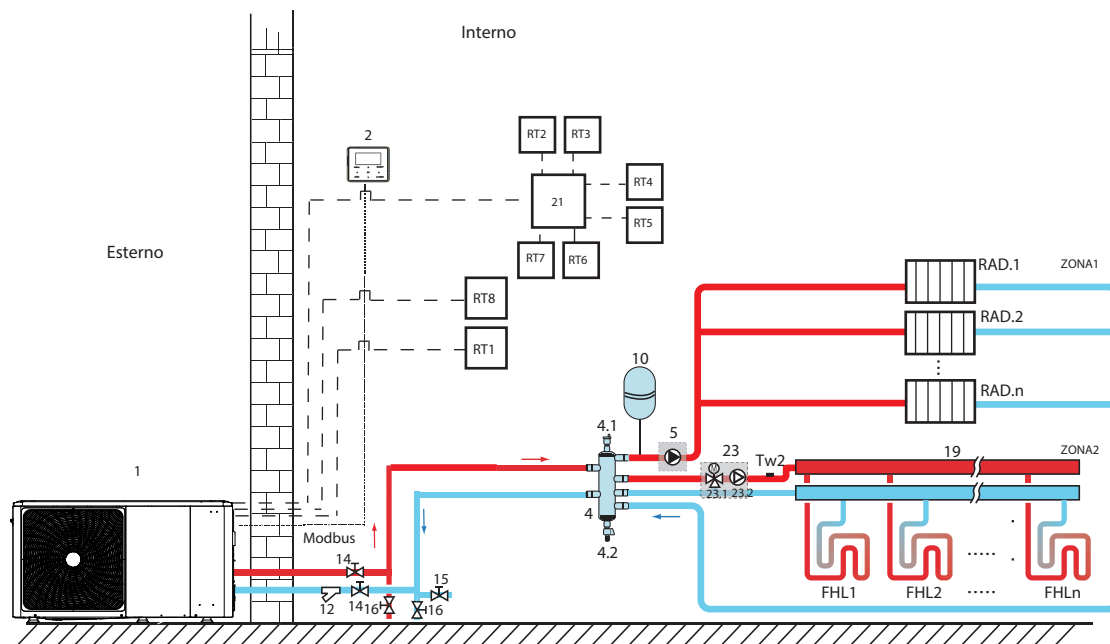 Interno
2
RT2
RT3
21
RT4
RT5
RT7
RT6
Esterno
RT8
RT1
RAD.1
ZONA1
RAD.2
RAD.n
10
4.1
5
23
Tw2
19
ZONA2
23,1
23,2
4
4.2
1
Modbus
14
15
12
14
16
16
FHL1
FHL2
FHLn